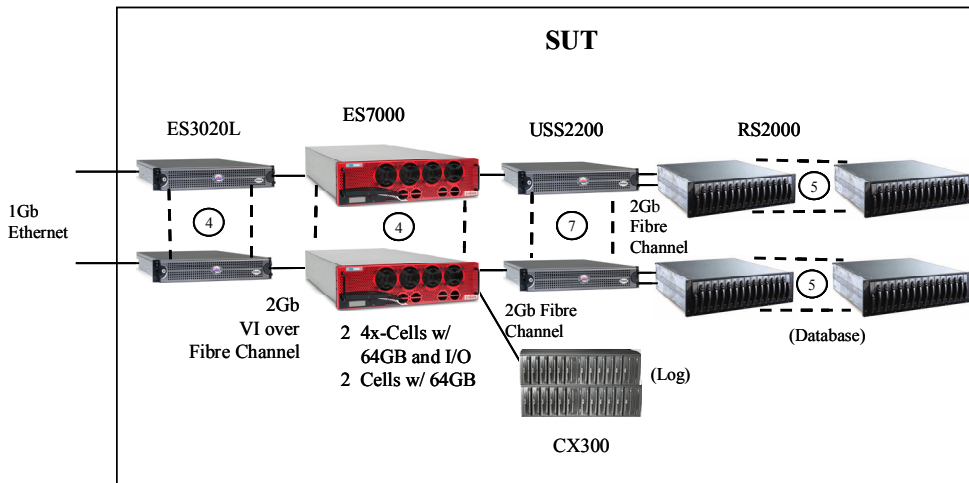 SUT
ES3020L
ES7000
USS2200
RS2000
1Gb
Ethernet
4
4
7
5
2Gb
Fibre
Channel
5
2Gb
VI over
Fibre Channel
2 4x-Cells w/
64GB and I/O
2 Cells w/ 64GB
2Gb Fibre
Channel
(Database)
(Log)
CX300